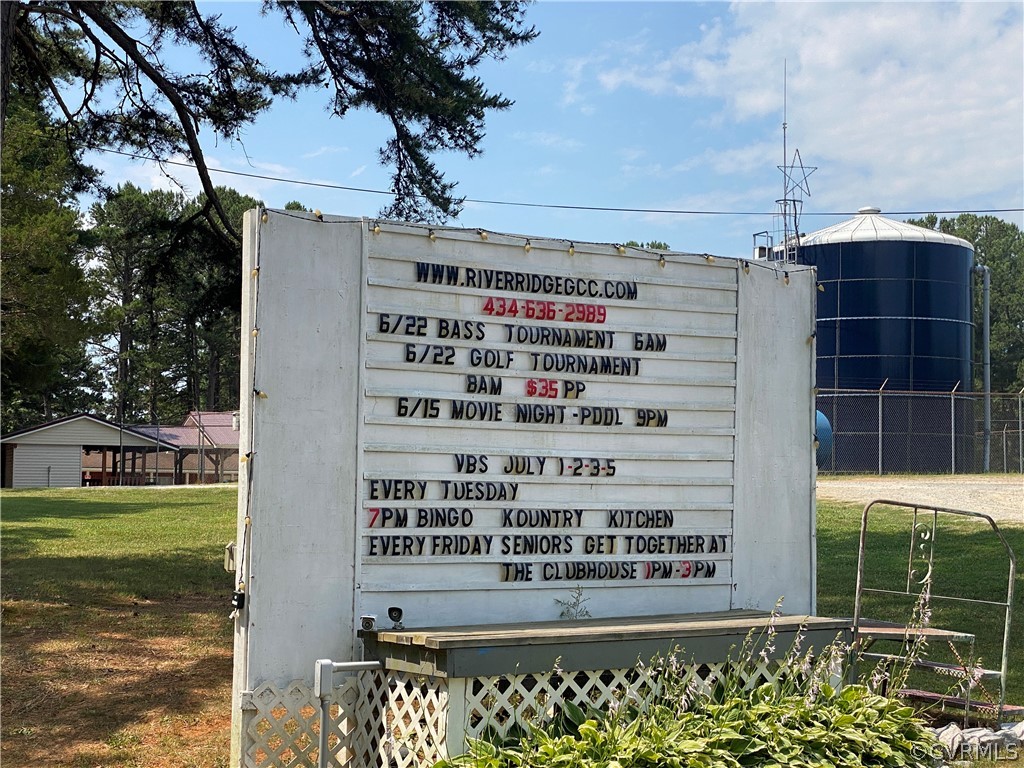 WWW.RIVERRIDGEGCC.COM
434-636-2989
6/22 BASS TOURNAMENT 6AM
6/22 GOLF TOURNAMENT
8AM $35 PP
6/15 MOVIE NIGHT-POOL 9PM
VBS JULY 1-2-3-5
EVERY TUESDAY
7PM BINGO KOUNTRY KITCHEN
EVERY FRIDAY SENIORS GET TOGETHER AT
THE CLUBHOUSE 1PM-3PM
©CVRMLS